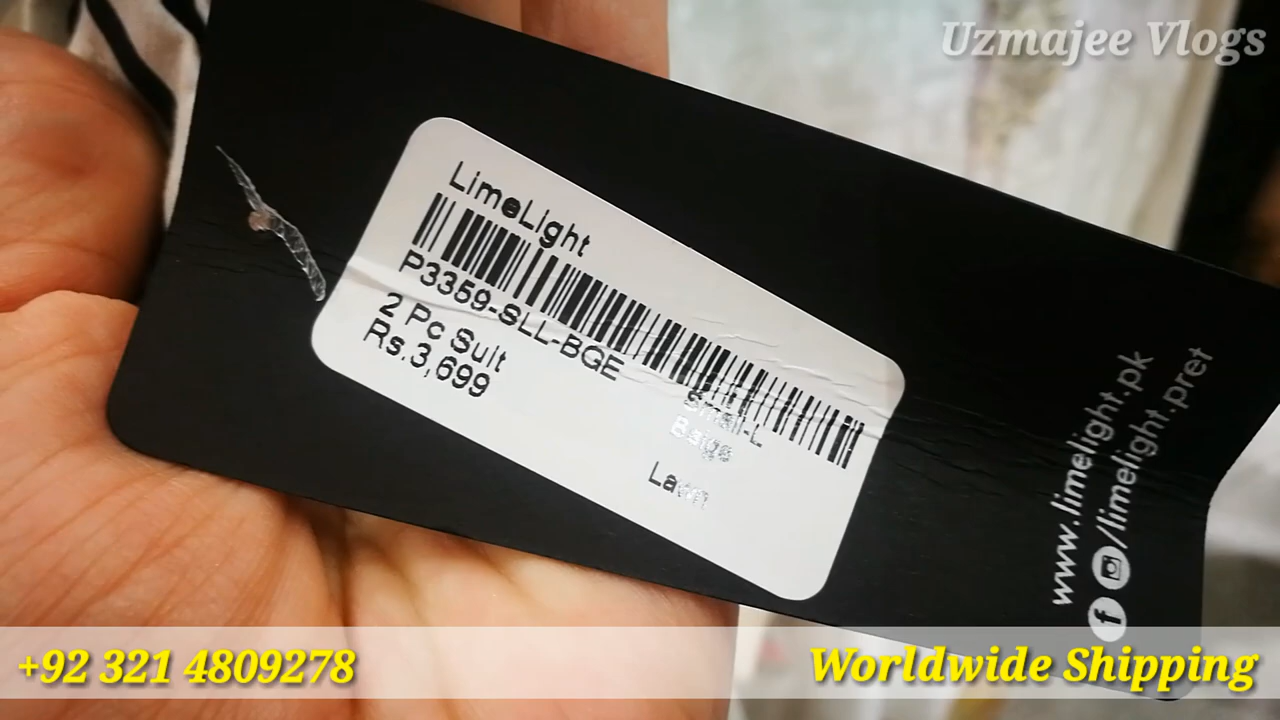 Uzmajee Vlogs
LimeLight
P3359-SLL-BGE
2 Pc Suit
Rs.3,699
Small-L
Lawn
www.limelight.pk
/limelight.pret
+92 321 4809278
Worldwide Shipping